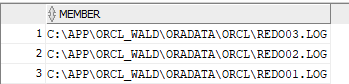 MEMBER
1 C:\APP\ORCL_WALD\ORADATA\ORCL\REDO03.LOG
2 C:\APP\ORCL_WALD\ORADATA\ORCL\REDO02.LOG
3 C:\APP\ORCL_WALD\ORADATA\ORCL\REDO01.LOG